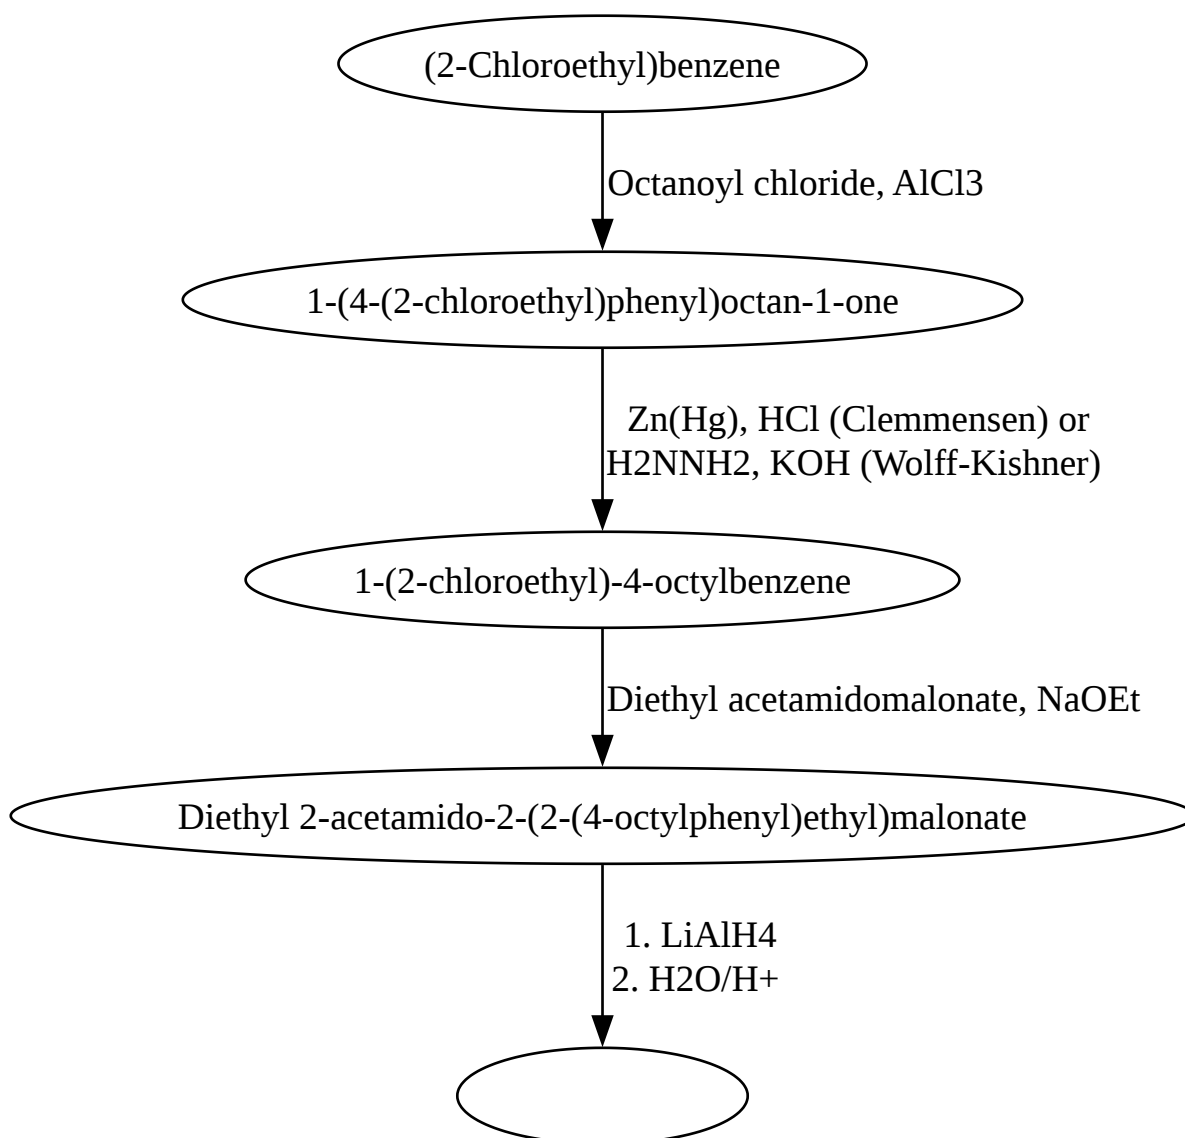 (2-Chloroethyl)benzene
Octanoyl chloride, AlCl3
1-(4-(2-chloroethyl)phenyl)octan-1-one
Zn(Hg), HCl (Clemmensen) or
H2NNH2, KOH (Wolff-Kishner)
1-(2-chloroethyl)-4-octylbenzene
Diethyl acetamidomalonate, NaOEt
Diethyl 2-acetamido-2-(2-(4-octylphenyl)ethyl)malonate
1. LiAlH4
2. H2O/H+